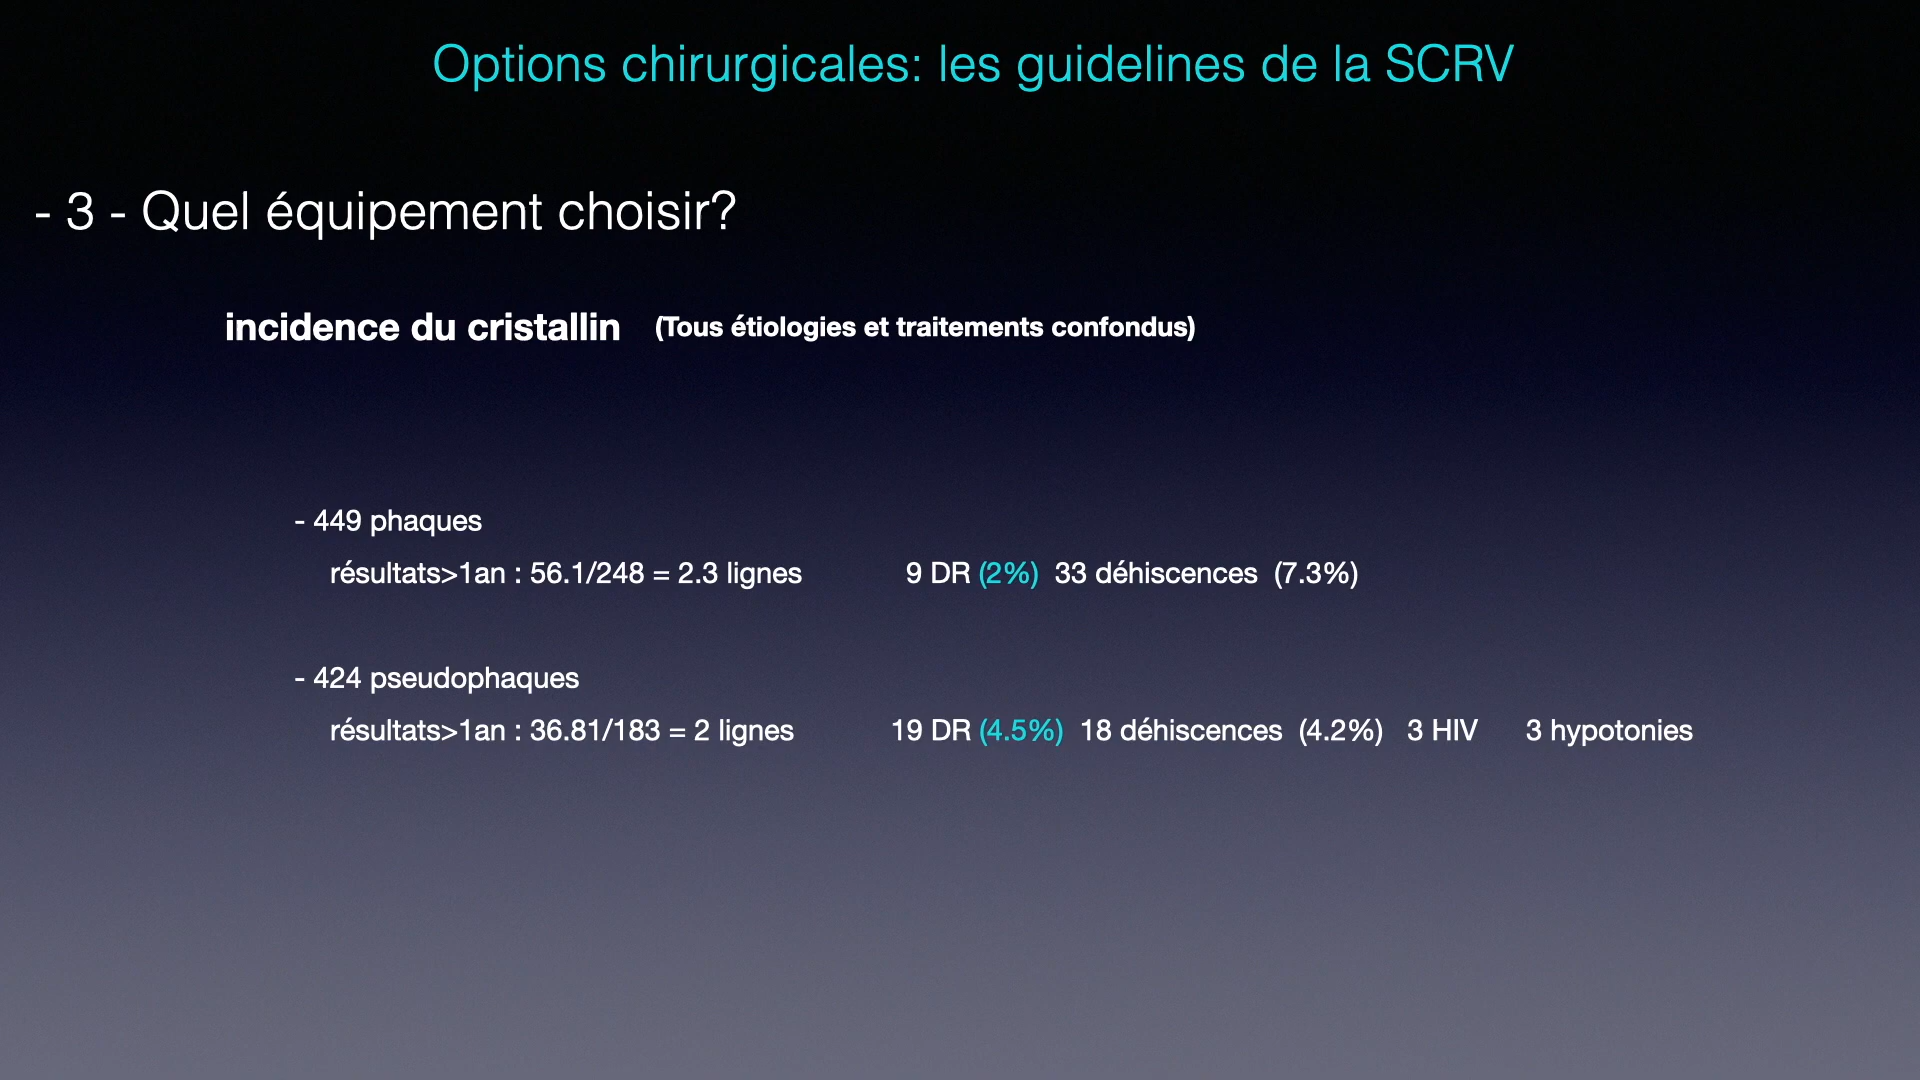 Options chirurgicales: les guidelines de la SCRV
- 3 - Quel équipement choisir?
incidence du cristallin (Tous étiologies et traitements confondus)
- 449 phaques
résultats>1an : 56.1/248 = 2.3 lignes 9 DR (2%) 33 déhiscences (7.3%)
- 424 pseudophaques
résultats>1an : 36.81/183 = 2 lignes 19 DR (4.5%) 18 déhiscences (4.2%) 3 HIV 3 hypotonies